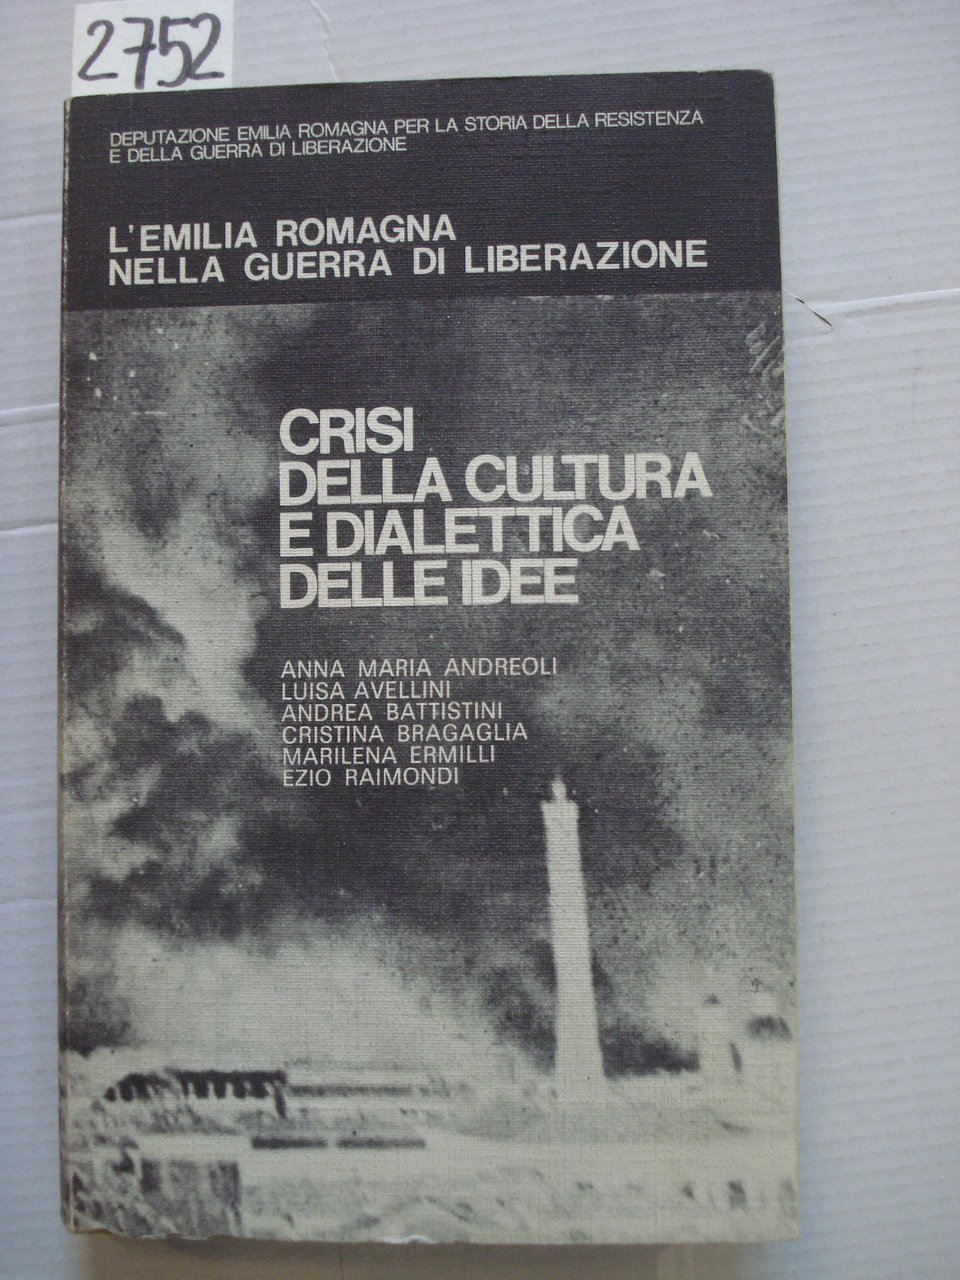 2752
DEPUTAZIONE EMILIA ROMAGNA PER LA STORIA DELLA RESISTENZA
E DELLA GUERRA DI LIBERAZIONE
L'EMILIA ROMAGNA
NELLA GUERRA DI LIBERAZIONE
CRISI
DELLA CULTURA
E DIALETTICA
DELLE IDEE
ANNA MARIA ANDREOLI
LUISA AVELLINI
ANDREA BATTISTINI
CRISTINA BRAGAGLIA
MARILENA ERMILLI
EZIO RAIMONDI